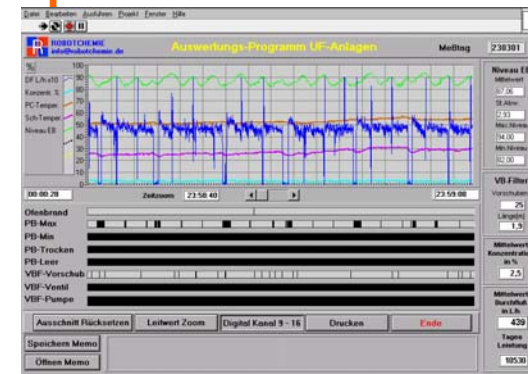 Datei Bearbeiten Ausführen Projekt Fenster Hilfe
ROBOTCHEMIE
info@robotchemie.de
Auswertungs-Programm UF-Anlagen
Meßtag
230301
%
100
90
80
70
60
50
40
30
20
10
DF L/h x10
Konzent. %
PC-Temper.
Sch-Temper
Niveau EB
00:00:28
Zeitzoom
23:58:40
23:59:08
Ofenbrand
PB-Max
PB-Min
PB-Trocken
PB-Leer
VBF-Vorschub
VBF-Ventil
VBF-Pumpe
Ausschnitt Rücksetzen
Leitwert Zoom
Digital Kanal 9 - 16
Drucken
Ende
Speichern Memo
Öffnen Memo
Niveau EB
Mittelwert
87,06
St.Abw.
2,93
Max.Niveau
94,00
Min.Niveau
82,00
VB-Filter
Vorschuben
25
Länge(m)
1,9
Mittelwert
Konzentratio
in %
2,5
Mittelwert
Durchfluß
in L/h
439
Tages
Leistung
10530